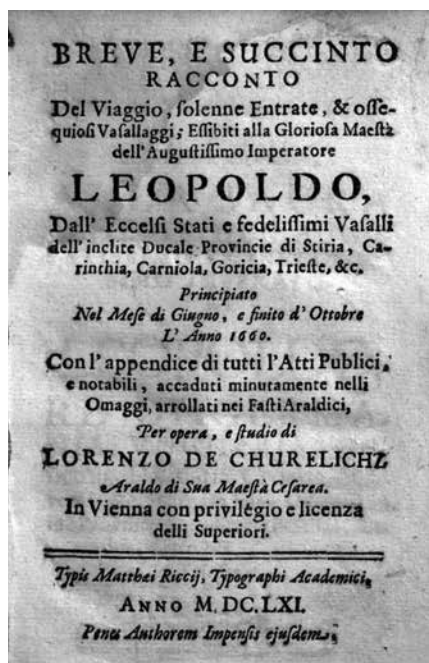 BREVE, E SUCCINTO
RACCONTO
Del Viaggio, ſolenne Entrate, & oſſe-
quioſi Vaſallaggi; Eſſibiti alla Glorioſa Maeſtà
dell'Auguſtiſſimo Imperatore
LEOPOLDO,
Dall' Eccelſi Stati e fedeliſſimi Vaſalli
dell'inclite Ducale Provincie di Stiria, Ca-
rinthia, Carniola, Goricia, Trieſte, &c.
Principiato
Nel Meſe di Giugno, e finito d' Ottobre
L' Anno 1660.
Con l'appendice di tutti l'Atti Publici,
e notabili, accaduti minutamente nelli
Omaggi, arrollati nei Faſti Araldici,
Per opera, e ſtudio di
LORENZO DE CHURELICHZ
Araldo di Sua Maeſtà Ceſarea.
In Vienna con privilègio e licenza
delli Superiori.
Typis Matthæi Riccij, Typographi Academici,
ANNO M. DC. LXI.
Penes Authorem Impenſis ejuſdem.